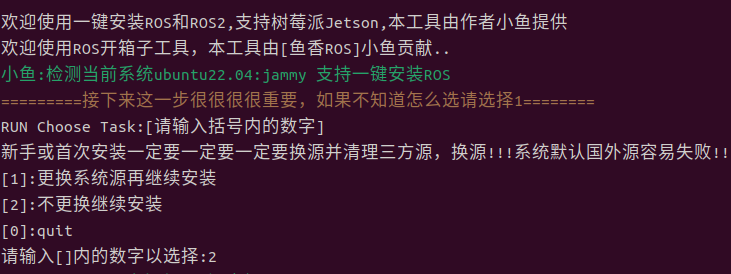 欢迎使用一键安装ROS和ROS2,支持树莓派Jetson,本工具由作者小鱼提供
欢迎使用ROS开箱子工具，本工具由[鱼香ROS]小鱼贡献..
小鱼:检测当前系统ubuntu22.04:jammy 支持一键安装ROS
=========接下来这一步很很很很重要，如果不知道怎么选请选择1========
RUN Choose Task:[请输入括号内的数字]
新手或首次安装一定要一定要一定要换源并清理三方源，换源!!!系统默认国外源容易失败!!
[1]:更换系统源再继续安装
[2]:不更换继续安装
[0]:quit
请输入[]内的数字以选择:2